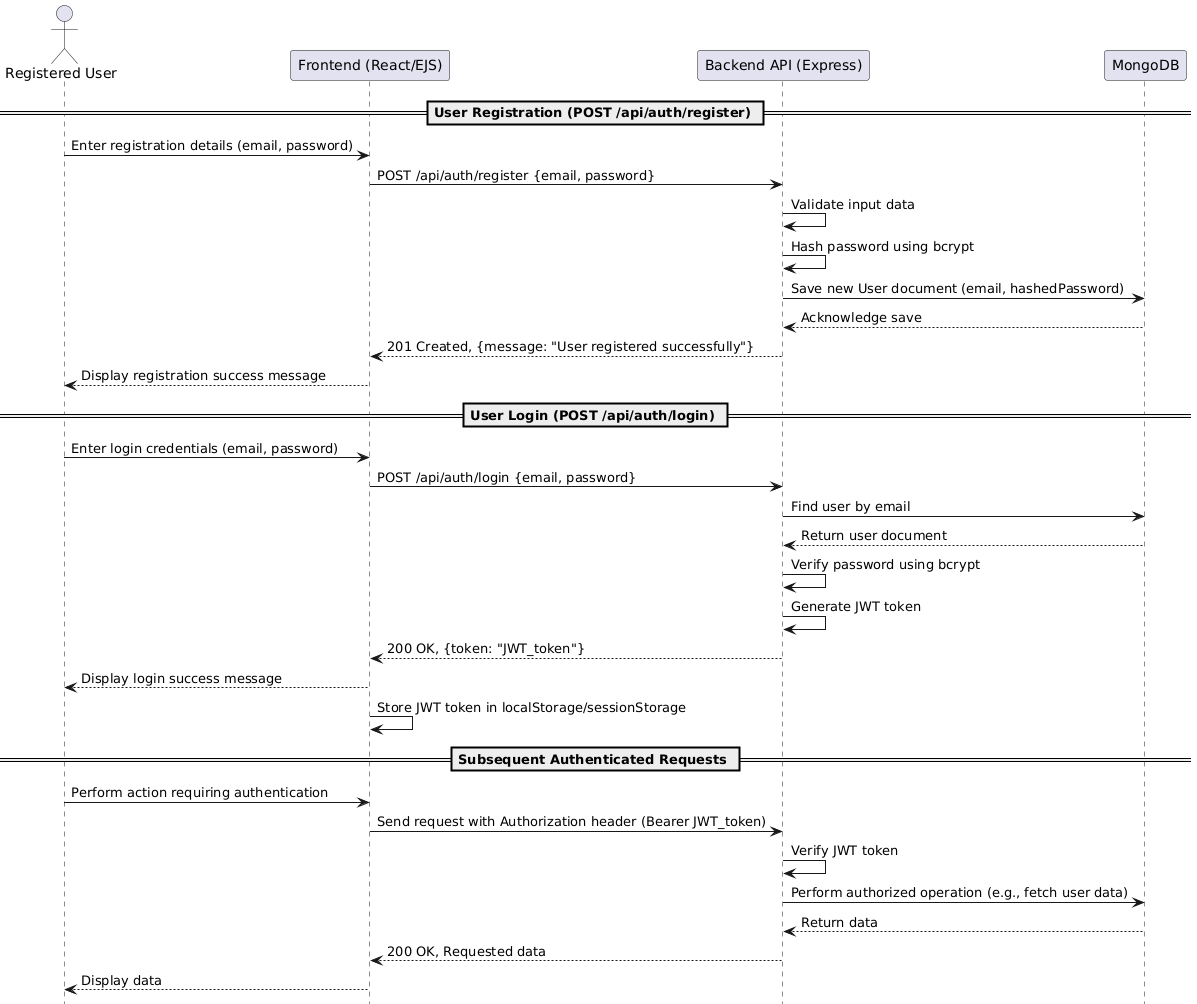 Registered User
Frontend (React/EJS)
Backend API (Express)
MongoDB
User Registration (POST /api/auth/register)
Enter registration details (email, password)
POST /api/auth/register {email, password}
Validate input data
Hash password using bcrypt
Save new User document (email, hashedPassword)
Acknowledge save
201 Created, {message: "User registered successfully"}
Display registration success message
User Login (POST /api/auth/login)
Enter login credentials (email, password)
POST /api/auth/login {email, password}
Find user by email
Return user document
Verify password using bcrypt
Generate JWT token
200 OK, {token: "JWT_token"}
Display login success message
Store JWT token in localStorage/sessionStorage
Subsequent Authenticated Requests
Perform action requiring authentication
Send request with Authorization header (Bearer JWT_token)
Verify JWT token
Perform authorized operation (e.g., fetch user data)
Return data
200 OK, Requested data
Display data